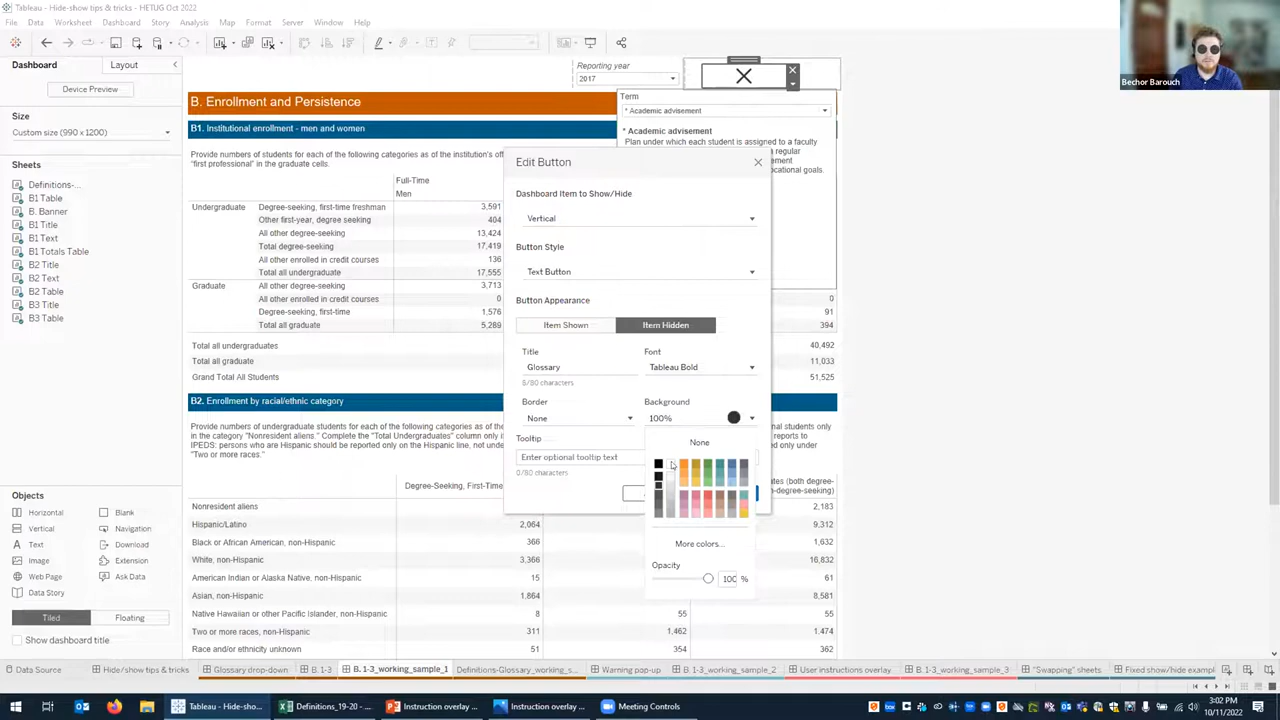 Tableau - Hide-show tips & tricks - HETUG Oct 2022
File Data Worksheet Dashboard Story Analysis Map Format Server Window Help
Bechor Barouch
Dashboard Layout
Device Preview
Size
Custom size (990 x 1200)
Sheets
Definitions-...
B1 Table
B. Banner
B1 Title
B1 Text
B1 Totals Table
B2 Title
B2 Text
B2 Table
B3 Title
B3 Table
Objects
Horizontal Blank
Vertical Navigation
Text Download
Image Extension
Web Page Ask Data
Data Story
Tiled Floating
Show dashboard title
Reporting year
2017
B. Enrollment and Persistence
Term
* Academic advisement
* Academic advisement
Plan under which each student is assigned to a faculty
a regular
cement
ocational goals.
B1. Institutional enrollment - men and women
Provide numbers of students for each of the following categories as of the institution's off
"first professional" in the graduate cells.
Full-Time
Men
Undergraduate Degree-seeking, first-time freshman 3,591
Other first-year, degree seeking 404
All other degree-seeking 13,424
Total degree-seeking 17,419
All other enrolled in credit courses 136
Total all undergraduate 17,555
Graduate All other degree-seeking 3,713
All other enrolled in credit courses 0 0
Degree-seeking, first-time 1,576 91
Total all graduate 5,289 394
Total all undergraduates 40,492
Total all graduate 11,033
Grand Total All Students 51,525
B2. Enrollment by racial/ethnic category
Provide numbers of undergraduate students for each of the following categories as of the
in the category "Nonresident aliens." Complete the "Total Undergraduates" column only i
IPEDS: persons who are Hispanic should be reported only on the Hispanic line, not unde
"Two or more races."
students only
reports to
under
Degree-Seeking, First-Time
ates (both degree-
n-degree-seeking)
Nonresident aliens 2,183
Hispanic/Latino 2,064 9,312
Black or African American, non-Hispanic 366 1,632
White, non-Hispanic 3,366 16,832
American Indian or Alaska Native, non-Hispanic 15 61
Asian, non-Hispanic 1,864 8,581
Native Hawaiian or other Pacific Islander, non-Hispanic 8 55 55
Two or more races, non-Hispanic 311 1,462 1,474
Race and/or ethnicity unknown 51 354 362
Edit Button
Dashboard Item to Show/Hide
Vertical
Button Style
Text Button
Button Appearance
Item Shown Item Hidden
Title Font
Glossary Tableau Bold
8/80 characters
Border Background
None 100%
Tooltip
Enter optional tooltip text
0/80 characters
None
More colors...
Opacity
100 %
Data Source Hide/show tips & tricks Glossary drop-down B. 1-3 B. 1-3_working_sample_1 Definitions-Glossary_working_s... Warning pop-up B. 1-3_working_sample_2 User instructions overlay B. 1-3_working_sample_3 "Swapping" sheets Fixed show/hide exampl
Tableau - Hide-sho... Definitions_19-20 - ... Instruction overlay ... Instruction overlay ... Meeting Controls
3:02 PM
10/11/2022